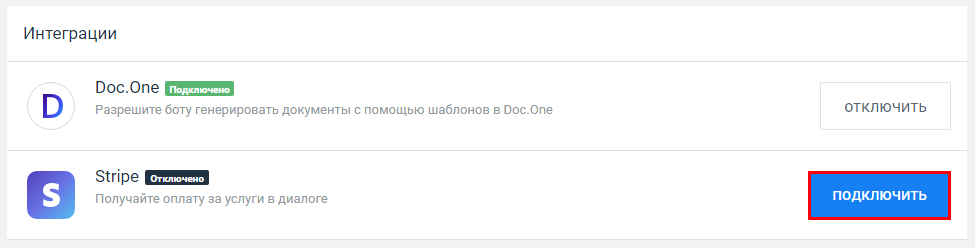 Интеграции
D
Doc.One Подключено
Разрешите боту генерировать документы с помощью шаблонов в Doc.One
ОТКЛЮЧИТЬ
S
Stripe Отключено
Получайте оплату за услуги в диалоге
ПОДКЛЮЧИТЬ